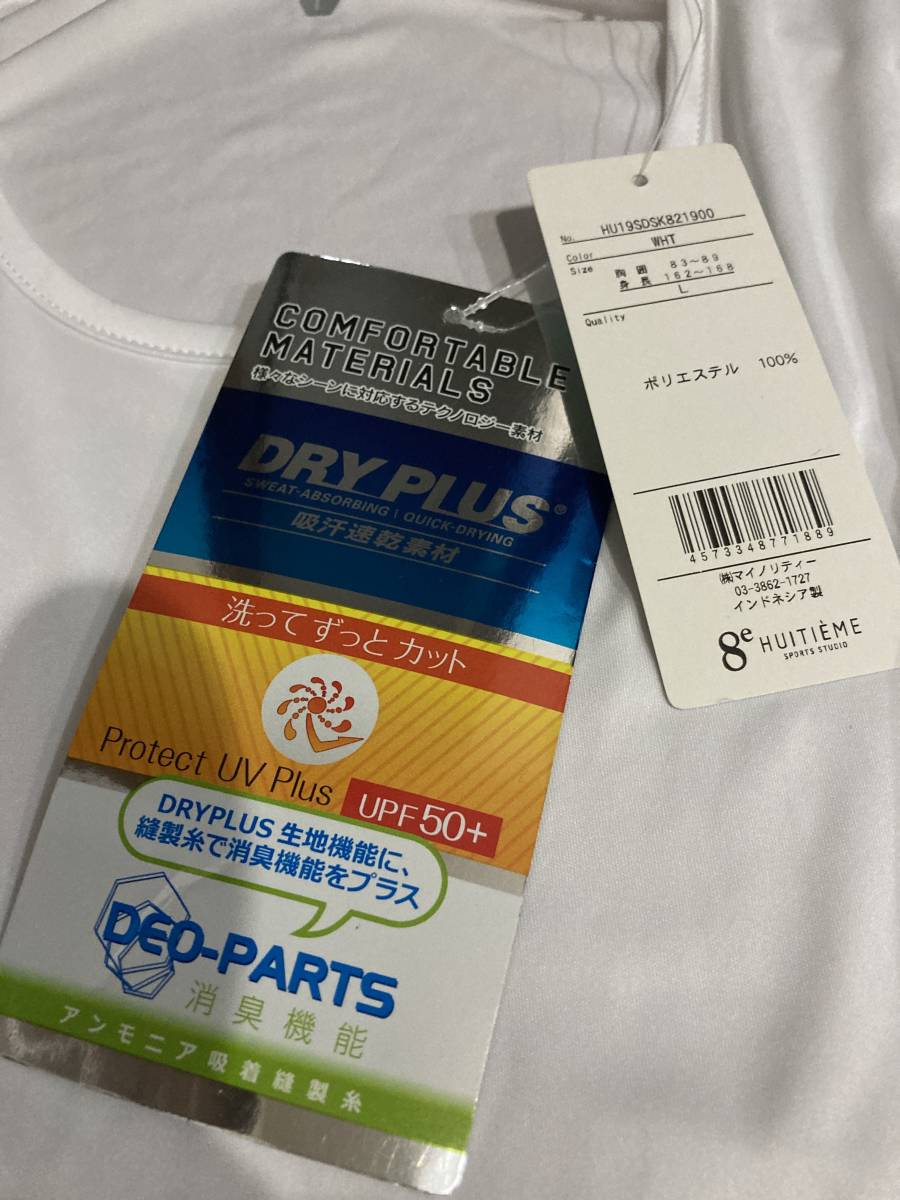 COMFORTABLE
MATERIALS
様々なシーンに対応するテクノロジー素材
DRY PLUS®
SWEAT-ABSORBING | QUICK-DRYING
吸汗速乾素材
洗って ずっと カット
Protect UV Plus
UPF 50+
DRYPLUS 生地機能に、
縫製糸で消臭機能をプラス
DEO-PARTS
消臭機能
アンモニア吸着縫製糸
No. HU19SDSK821900
Color WHT
Size 胸囲 83～89
身長 162～168
L
Quality
ポリエステル 100%
4573348771889
㈱マイノリティー
03-3862-1727
インドネシア製
8e HUITIÈME
SPORTS STUDIO